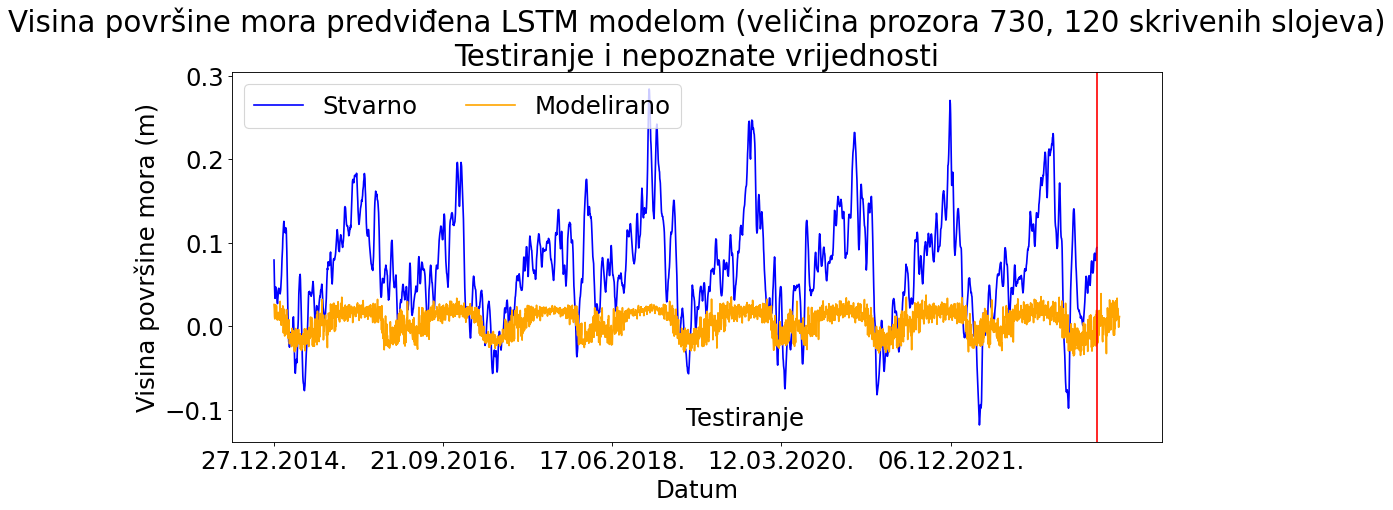 Visina površine mora predviđena LSTM modelom (veličina prozora 730, 120 skrivenih slojeva)
Testiranje i nepoznate vrijednosti
Stvarno
Modelirano
Visina površine mora (m)
0.3
0.2
0.1
0.0
−0.1
Testiranje
27.12.2014.
21.09.2016.
17.06.2018.
12.03.2020.
06.12.2021.
Datum